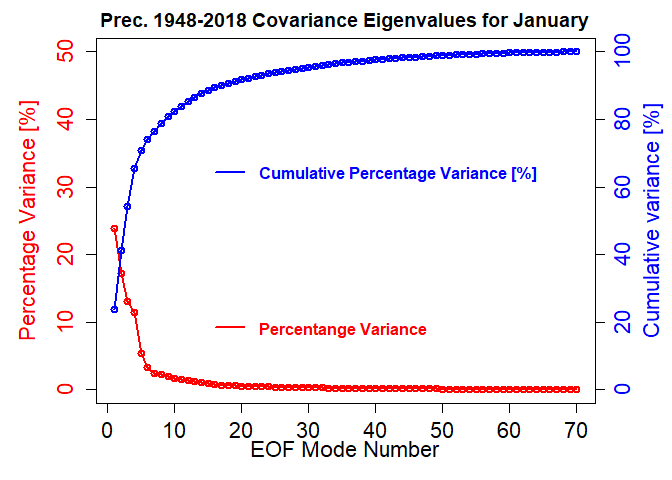 Prec. 1948-2018 Covariance Eigenvalues for January
Percentage Variance [%]
50
40
30
20
10
0
Cumulative Percentage Variance [%]
Percentange Variance
100
80
60
40
20
0
Cumulative variance [%]
0 10 20 30 40 50 60 70
EOF Mode Number